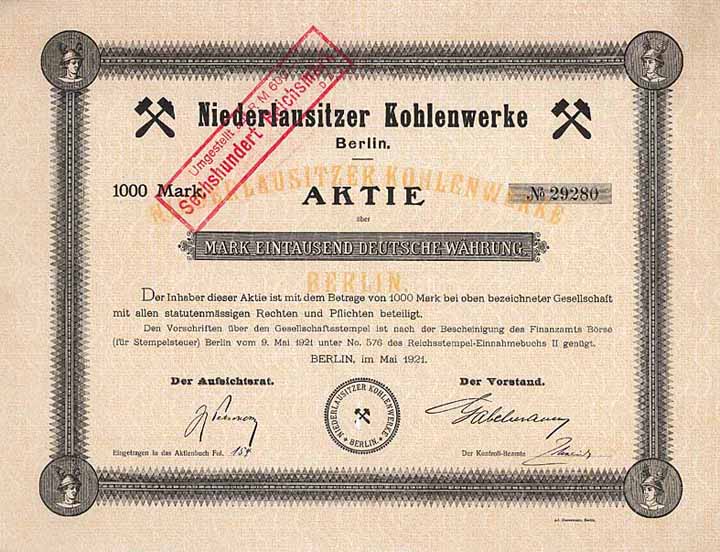 Umgestellt auf R M 600
Sechshundert Reichsmark
Niederlausitzer Kohlenwerke
Berlin.
NIEDERLAUSITZER KOHLENWERKE
BERLIN.
1000 Mark.
AKTIE
№ 29280
über
MARK EINTAUSEND DEUTSCHE WÄHRUNG.
Der Inhaber dieser Aktie ist mit dem Betrage von 1000 Mark bei oben bezeichneter Gesellschaft
mit allen statutenmässigen Rechten und Pflichten beteiligt.
Den Vorschriften über den Gesellschaftsstempel ist nach der Bescheinigung des Finanzamts Börse
(für Stempelsteuer) Berlin vom 9. Mai 1921 unter No. 576 des Reichsstempel-Einnahmebuchs II genügt.
BERLIN, im Mai 1921.
Der Aufsichtsrat.
Der Vorstand.
NIEDERLAUSITZER KOHLENWERKE
BERLIN.
Eingetragen in das Aktienbuch Fol. 154
Der Kontroll-Beamte